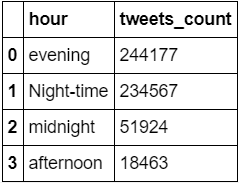 hour tweets_count
0 evening 244177
1 Night-time 234567
2 midnight 51924
3 afternoon 18463